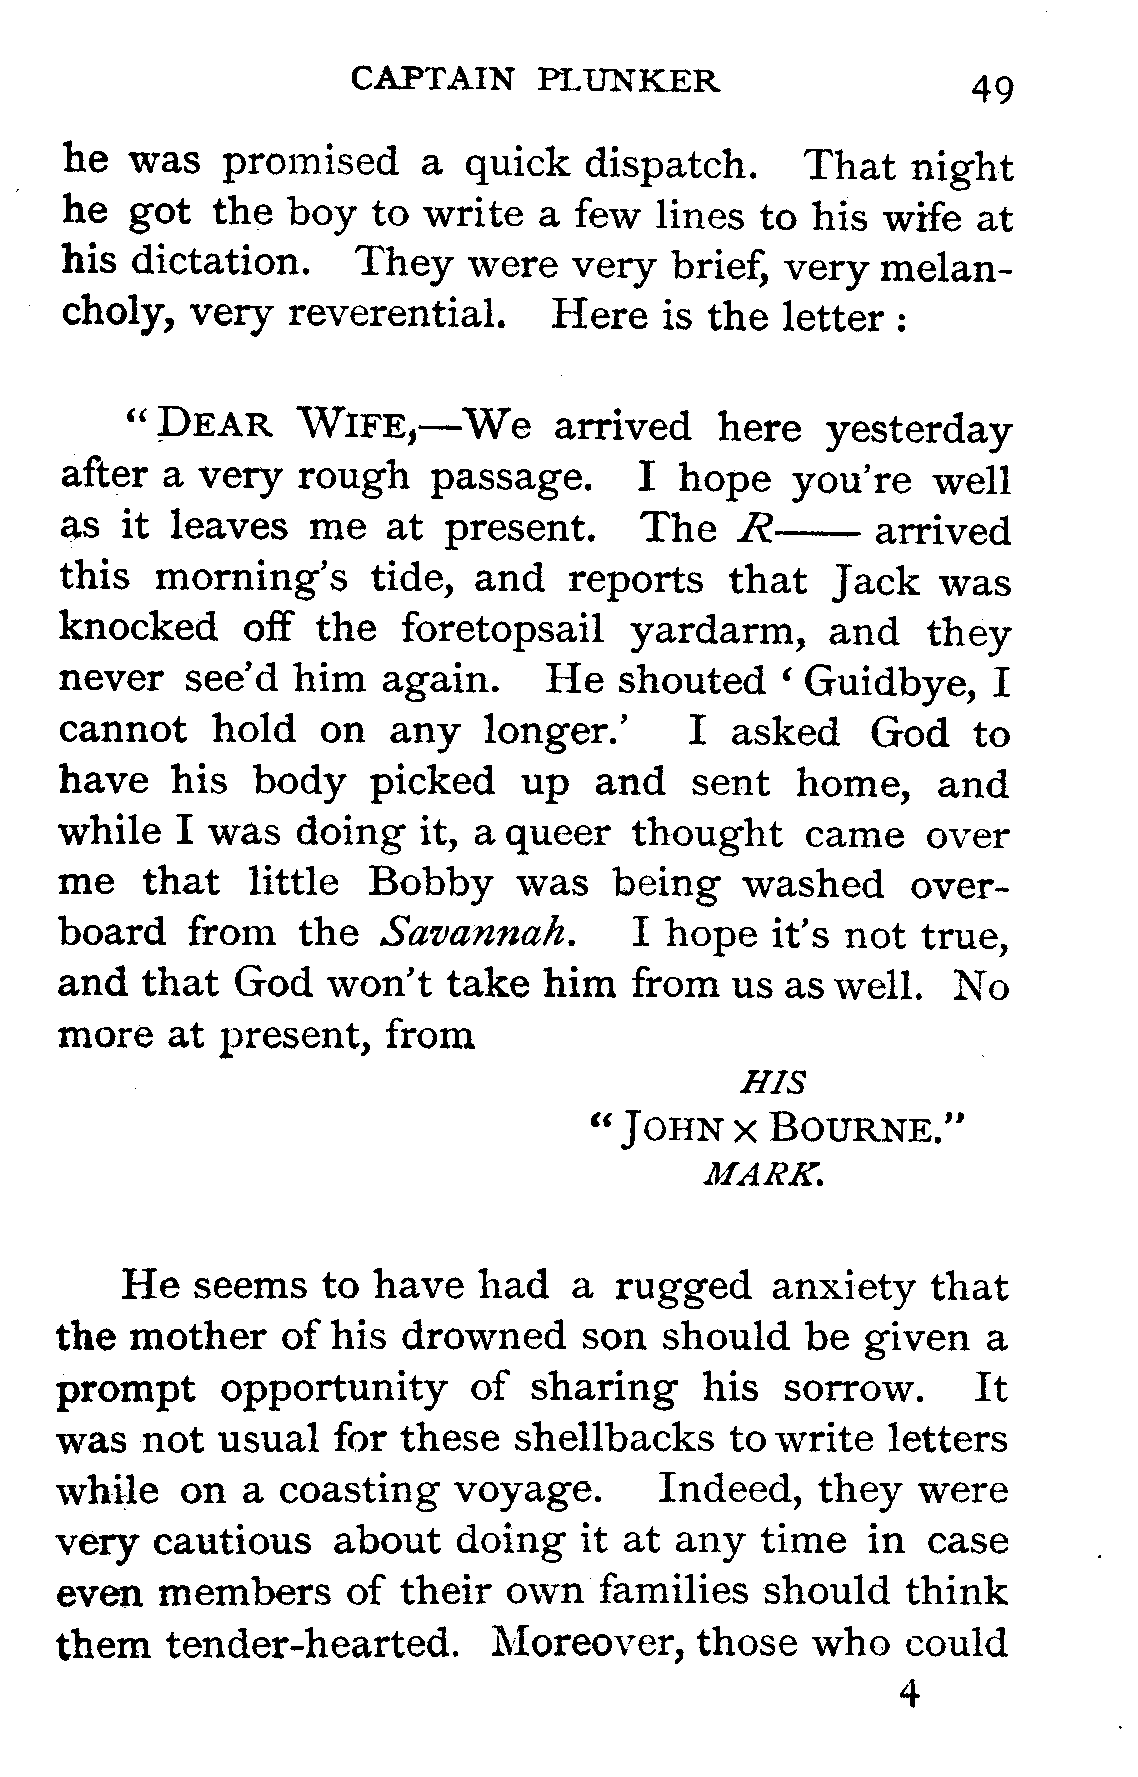 CAPTAIN PLUNKER 49
he was promised a quick dispatch. That night
he got the boy to write a few lines to his wife at
his dictation. They were very brief, very melan-
choly, very reverential. Here is the letter :
“DEAR WIFE,—We arrived here yesterday
after a very rough passage. I hope you're well
as it leaves me at present. The R—— arrived
this morning's tide, and reports that Jack was
knocked off the foretopsail yardarm, and they
never see'd him again. He shouted ‘Guidbye, I
cannot hold on any longer.’ I asked God to
have his body picked up and sent home, and
while I was doing it, a queer thought came over
me that little Bobby was being washed over-
board from the Savannah. I hope it's not true,
and that God won't take him from us as well. No
more at present, from
HIS
“JOHN x BOURNE.”
MARK.
He seems to have had a rugged anxiety that
the mother of his drowned son should be given a
prompt opportunity of sharing his sorrow. It
was not usual for these shellbacks to write letters
while on a coasting voyage. Indeed, they were
very cautious about doing it at any time in case
even members of their own families should think
them tender-hearted. Moreover, those who could
4